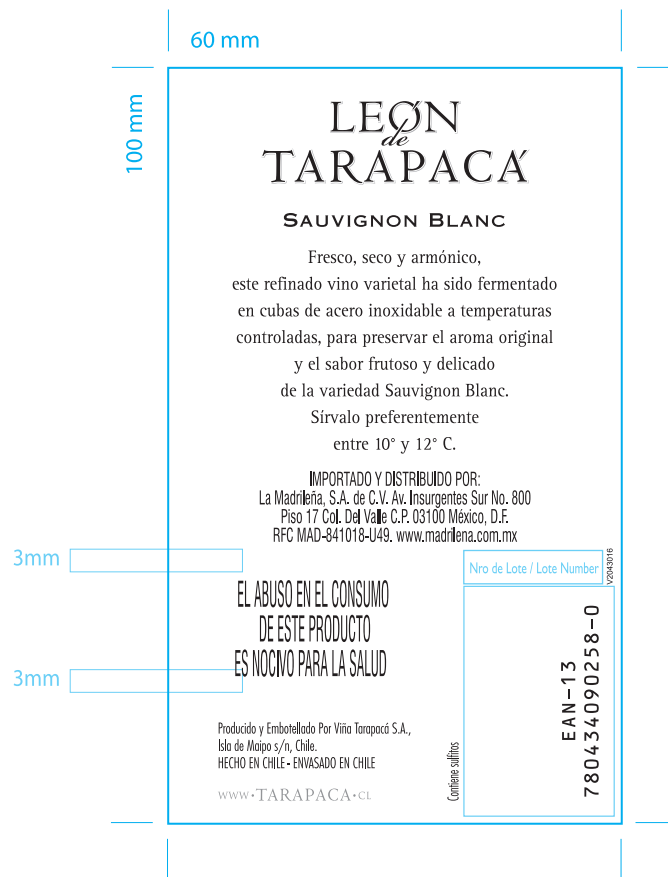 60 mm
100 mm
LEÓN
de
TARAPACÁ
SAUVIGNON BLANC
Fresco, seco y armónico,
este refinado vino varietal ha sido fermentado
en cubas de acero inoxidable a temperaturas
controladas, para preservar el aroma original
y el sabor frutoso y delicado
de la variedad Sauvignon Blanc.
Sírvalo preferentemente
entre 10° y 12° C.
IMPORTADO Y DISTRIBUIDO POR:
La Madrileña, S.A. de C.V. Av. Insurgentes Sur No. 800
Piso 17 Col. Del Valle C.P. 03100 México, D.F.
RFC MAD-841018-U49. www.madrilena.com.mx
3mm
Nro de Lote / Lote Number
V2043016
EL ABUSO EN EL CONSUMO
DE ESTE PRODUCTO
ES NOCIVO PARA LA SALUD
3mm
Producido y Embotellado Por Viña Tarapacá S.A.,
Isla de Maipo s/n, Chile.
HECHO EN CHILE - ENVASADO EN CHILE
WWW·TARAPACA·CL
Contiene sulfitos
EAN-13
780434090258-0